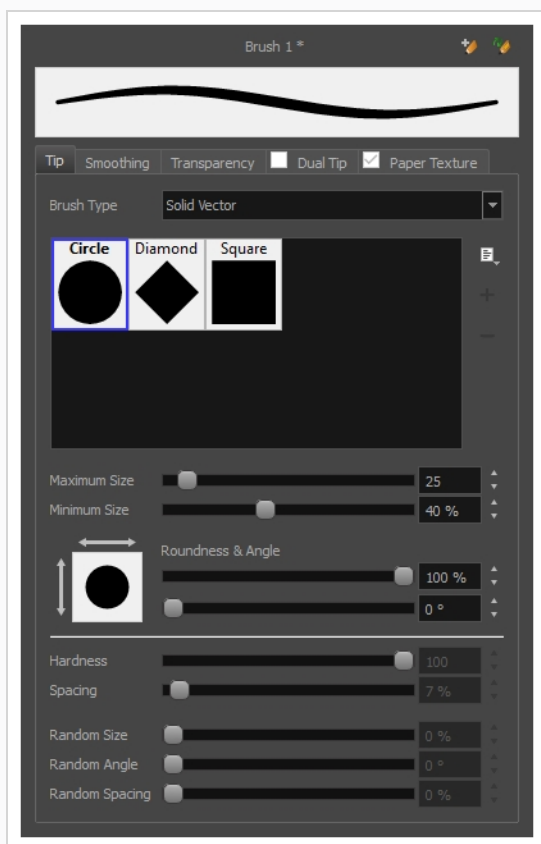 Brush 1 *
Tip Smoothing Transparency Dual Tip Paper Texture
Brush Type Solid Vector
Circle Diamond Square
Maximum Size 25
Minimum Size 40 %
Roundness & Angle
100 %
0 °
Hardness 100
Spacing 7 %
Random Size 0 %
Random Angle 0 °
Random Spacing 0 %